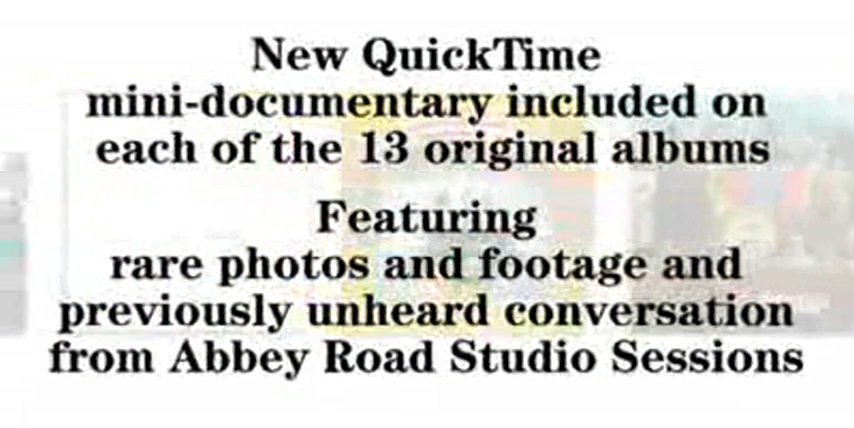 New QuickTime
mini-documentary included on
each of the 13 original albums
Featuring
rare photos and footage and
previously unheard conversation
from Abbey Road Studio Sessions